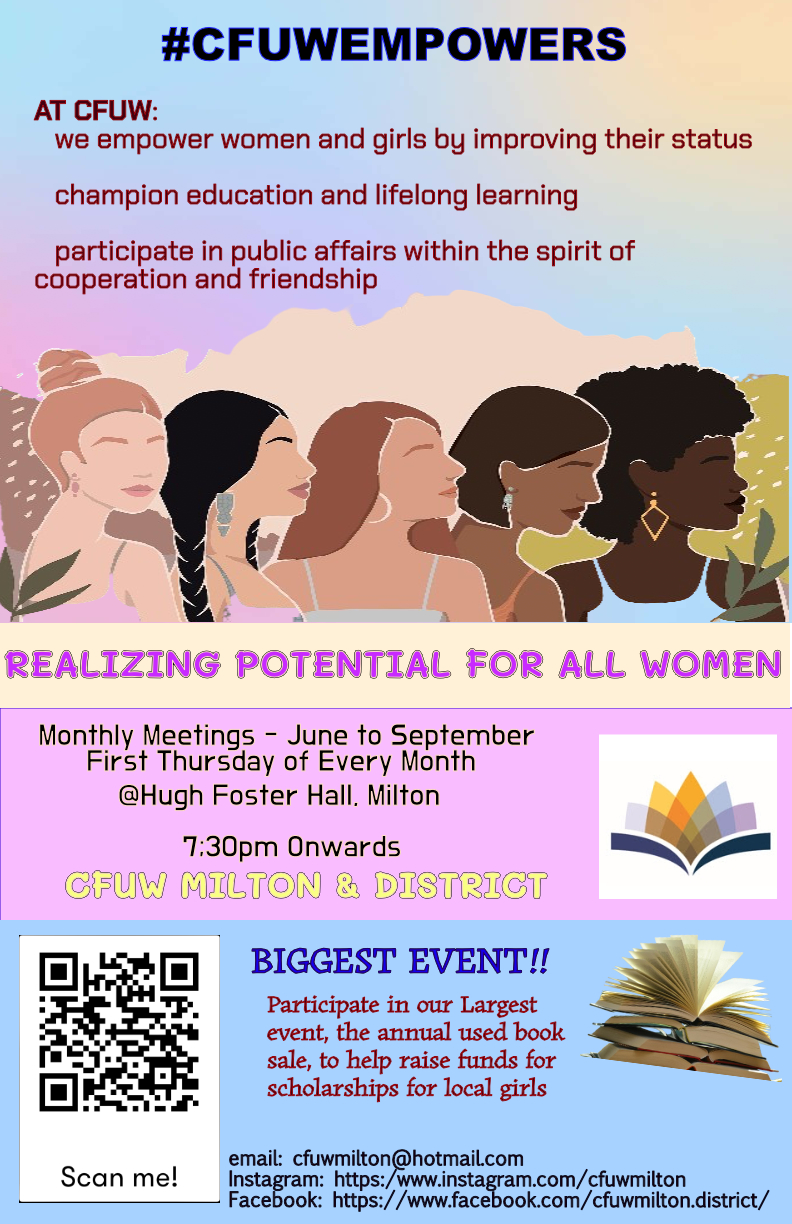 #CFUWEMPOWERS
AT CFUW:
we empower women and girls by improving their status
champion education and lifelong learning
participate in public affairs within the spirit of
cooperation and friendship
REALIZING POTENTIAL FOR ALL WOMEN
Monthly Meetings - June to September
First Thursday of Every Month
@Hugh Foster Hall, Milton
7:30pm Onwards
CFUW MILTON & DISTRICT
BIGGEST EVENT!!
Participate in our Largest
event, the annual used book
sale, to help raise funds for
scholarships for local girls
Scan me!
email: cfuwmilton@hotmail.com
Instagram: https:/www.instagram.com/cfuwmilton
Facebook: https://www.facebook.com/cfuwmilton.district/